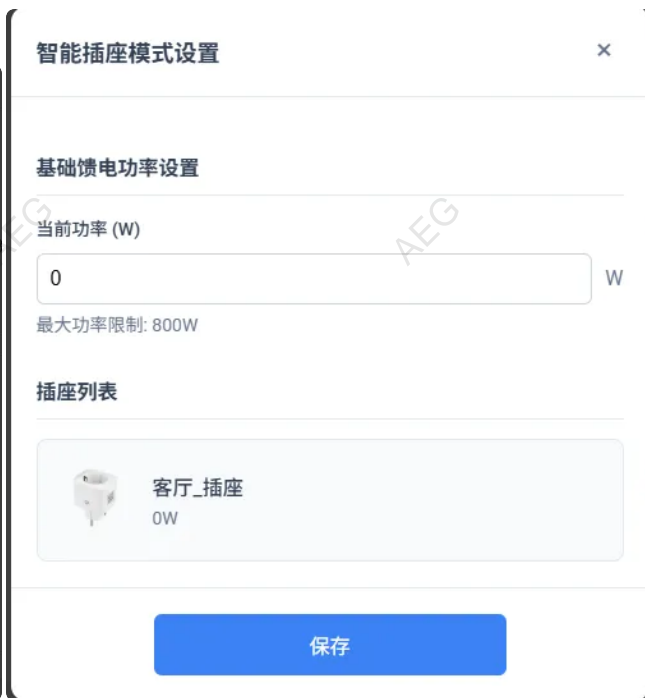 智能插座模式设置
×
基础馈电功率设置
当前功率 (W)
0
W
最大功率限制: 800W
插座列表
客厅_插座
0W
保存
AEG
AEG